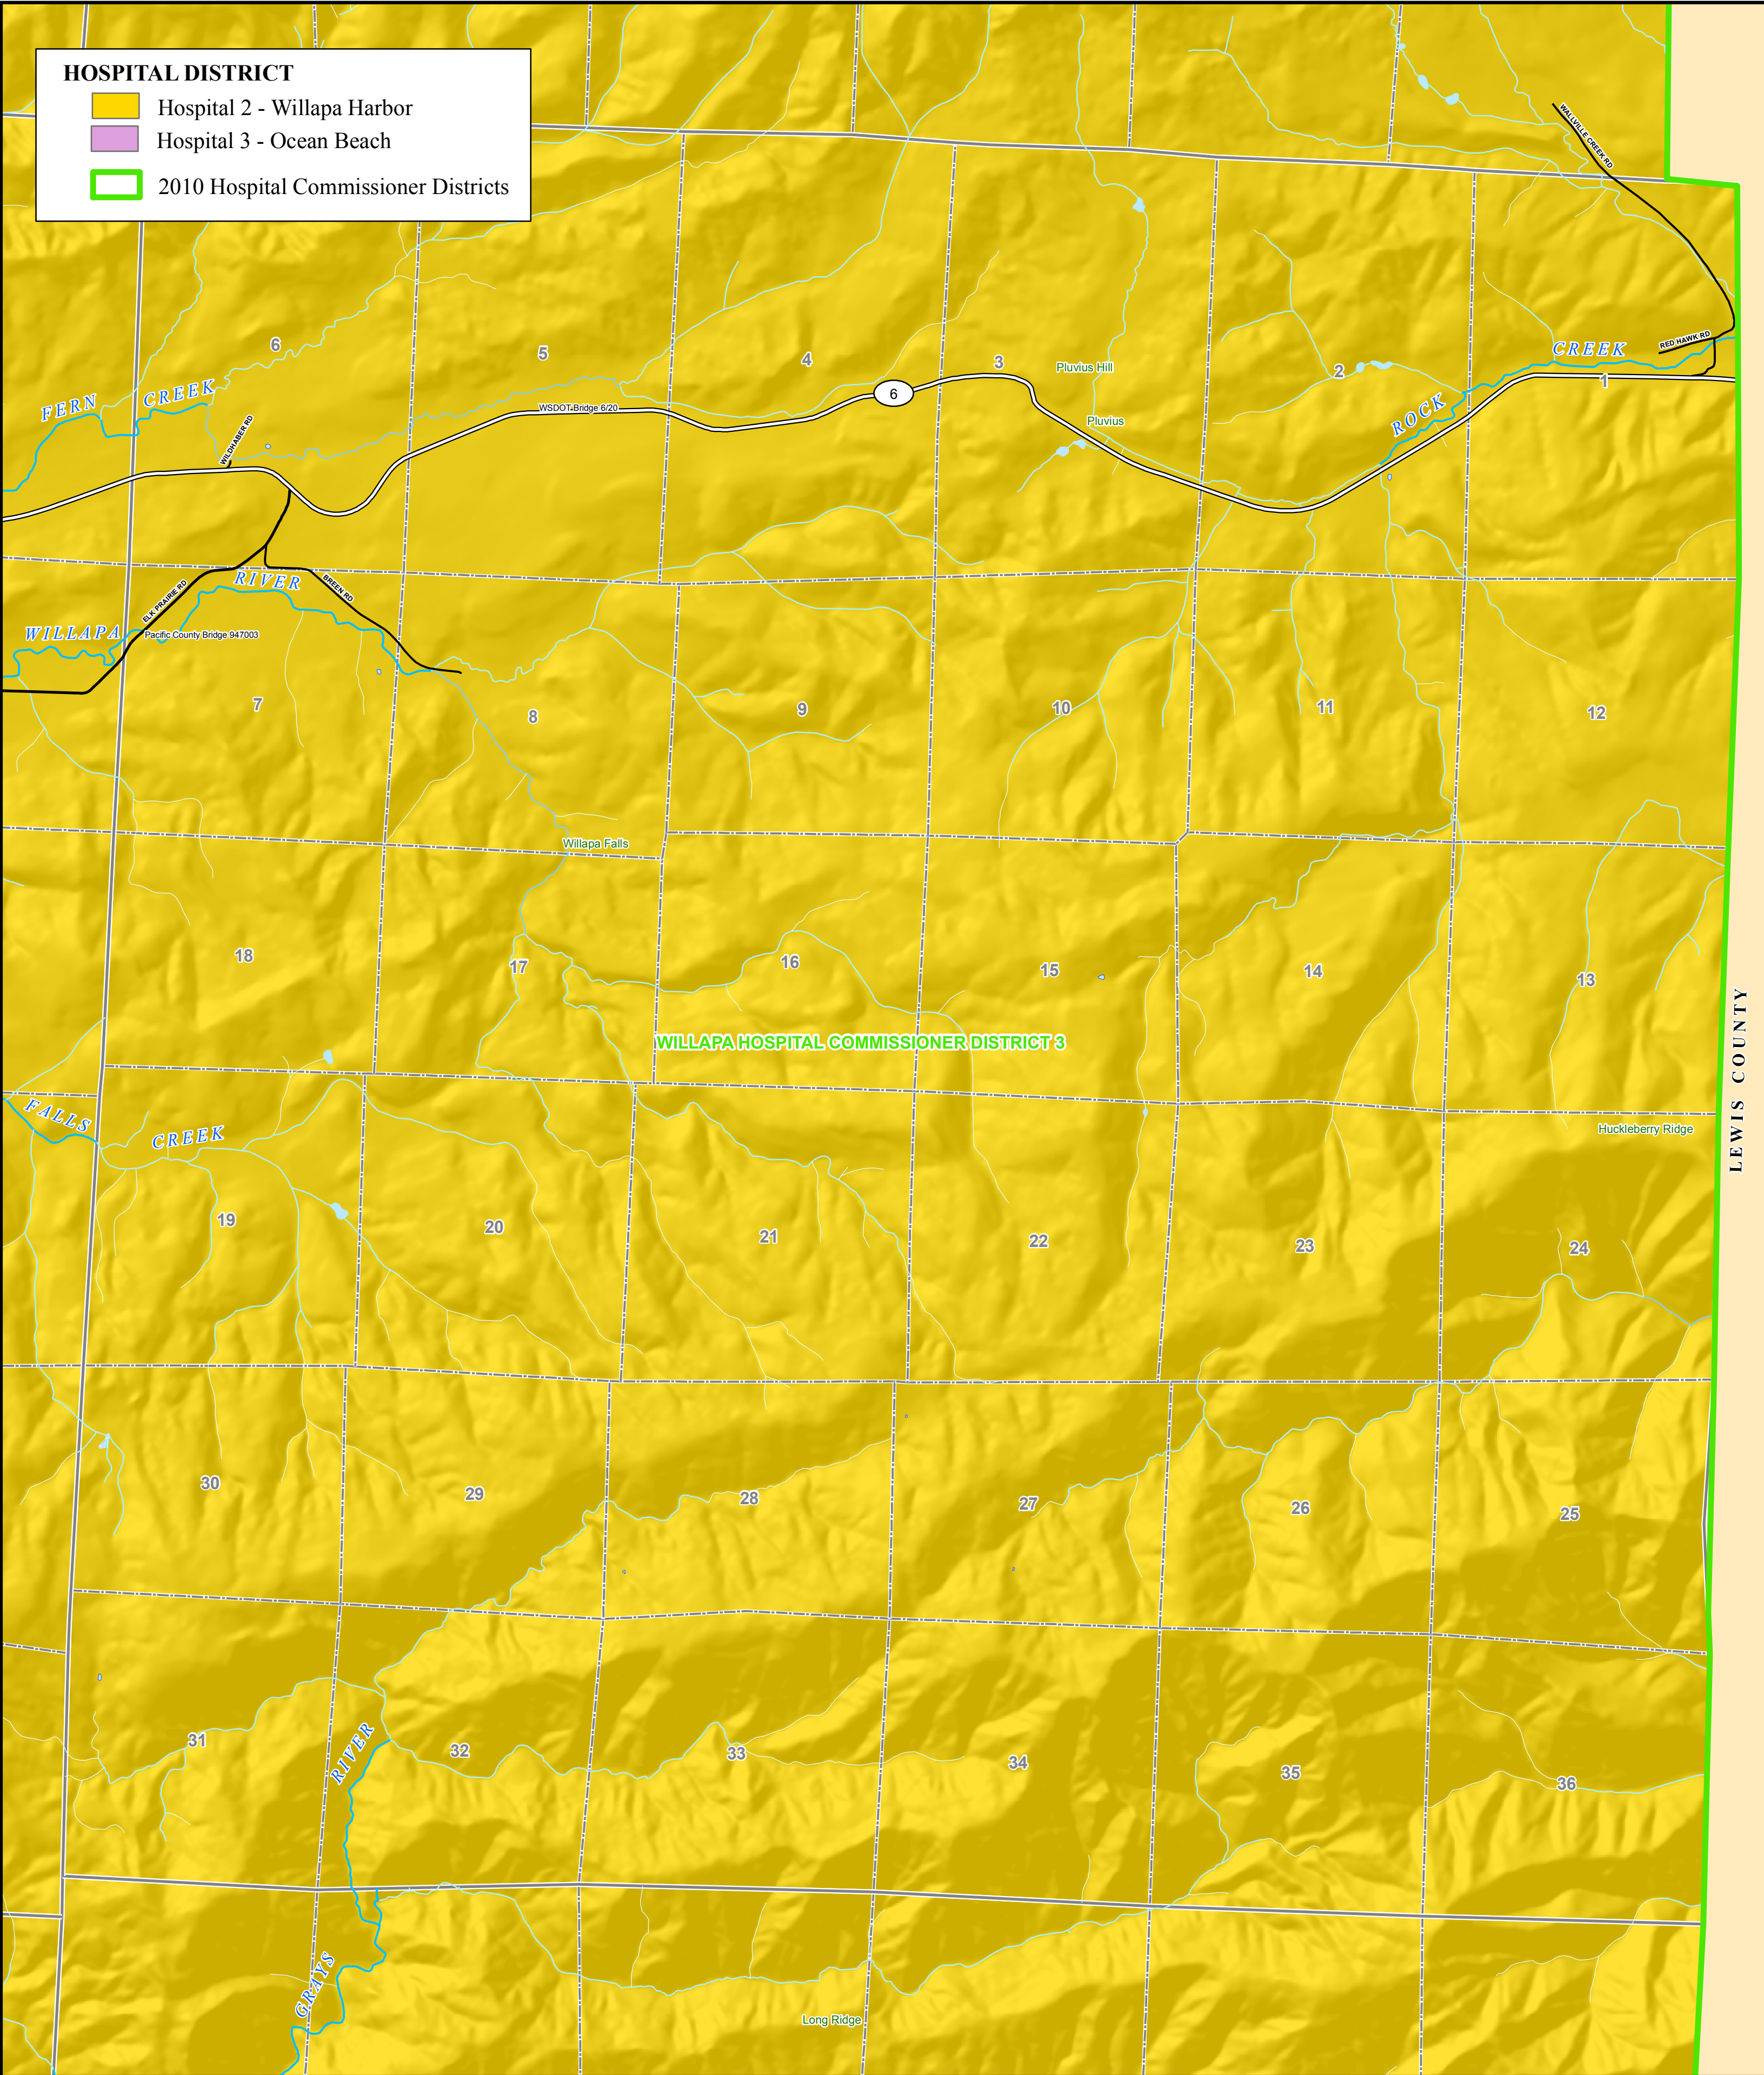 HOSPITAL DISTRICT
Hospital 2 - Willapa Harbor
Hospital 3 - Ocean Beach
2010 Hospital Commissioner Districts
WALLVILLE CREEK RD
RED HAWK RD
CREEK
ROCK
1
2
3
4
5
6
Pluvius Hill
Pluvius
6
WSDOT Bridge 6/20
FERN CREEK
WILDHABER RD
RIVER
WILLAPA
ELK PRAIRIE RD
BREEN RD
Pacific County Bridge 947003
7
8
9
10
11
12
Willapa Falls
18
17
16
15
14
13
WILLAPA HOSPITAL COMMISSIONER DISTRICT 3
LEWIS COUNTY
FALLS
CREEK
Huckleberry Ridge
19
20
21
22
23
24
30
29
28
27
26
25
31
32
33
34
35
36
RIVER
GRAYS
Long Ridge